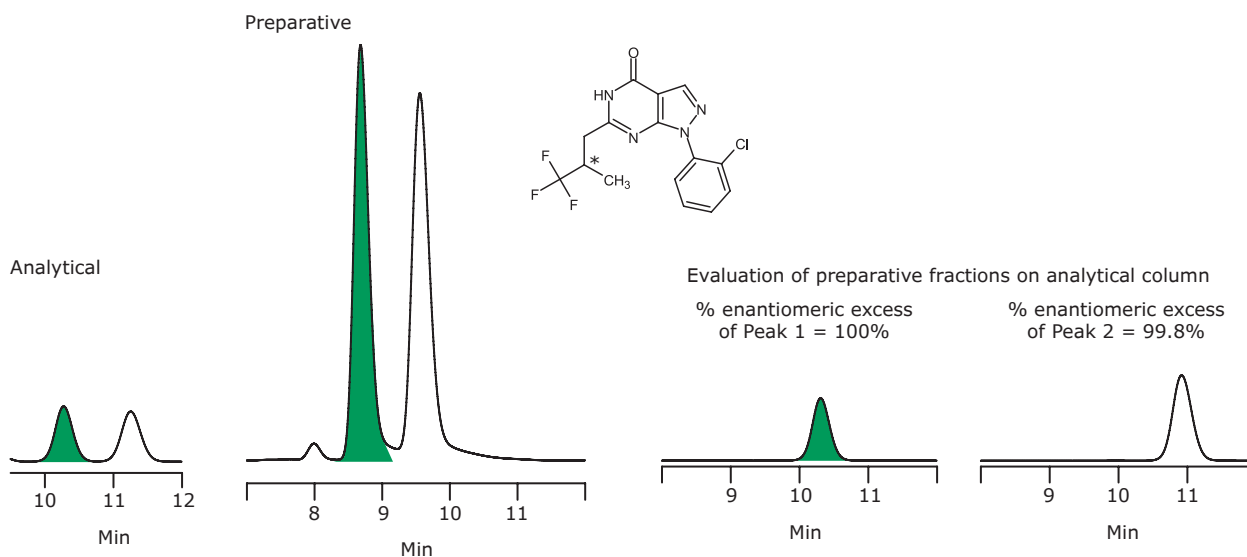 Preparative
O
HN
N
N
N
Cl
F
F
F
*
CH3
Analytical
Evaluation of preparative fractions on analytical column
% enantiomeric excess
of Peak 1 = 100%
% enantiomeric excess
of Peak 2 = 99.8%
10 11 12
Min
8 9 10 11
Min
9 10 11
Min
9 10 11
Min